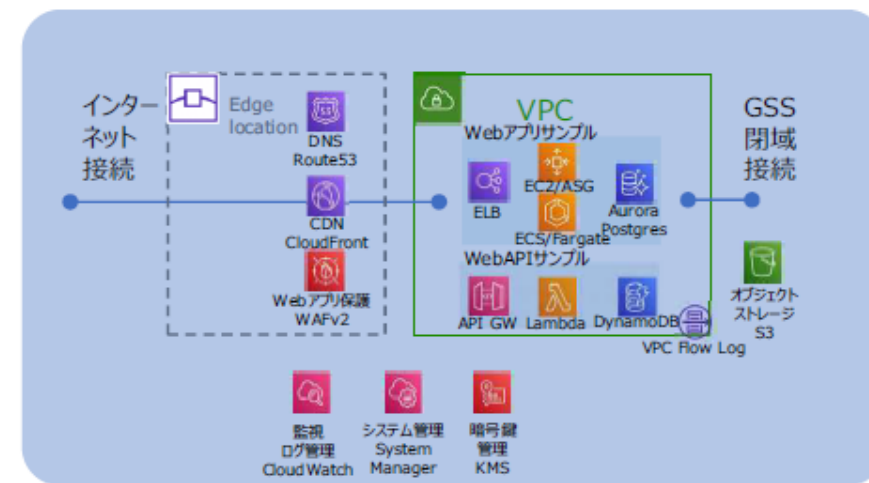 インター
ネット
接続
Edge
location
DNS
Route53
CDN
CloudFront
Webアプリ保護
WAFv2
VPC
Webアプリサンプル
ELB
EC2/ASG
ECS/Fargate
Aurora
Postgres
WebAPIサンプル
API GW
Lambda
DynamoDB
VPC Flow Log
GSS
閉域
接続
オブジェクト
ストレージ
S3
監視
ログ管理
Cloud Watch
システム管理
System
Manager
暗号鍵
管理
KMS